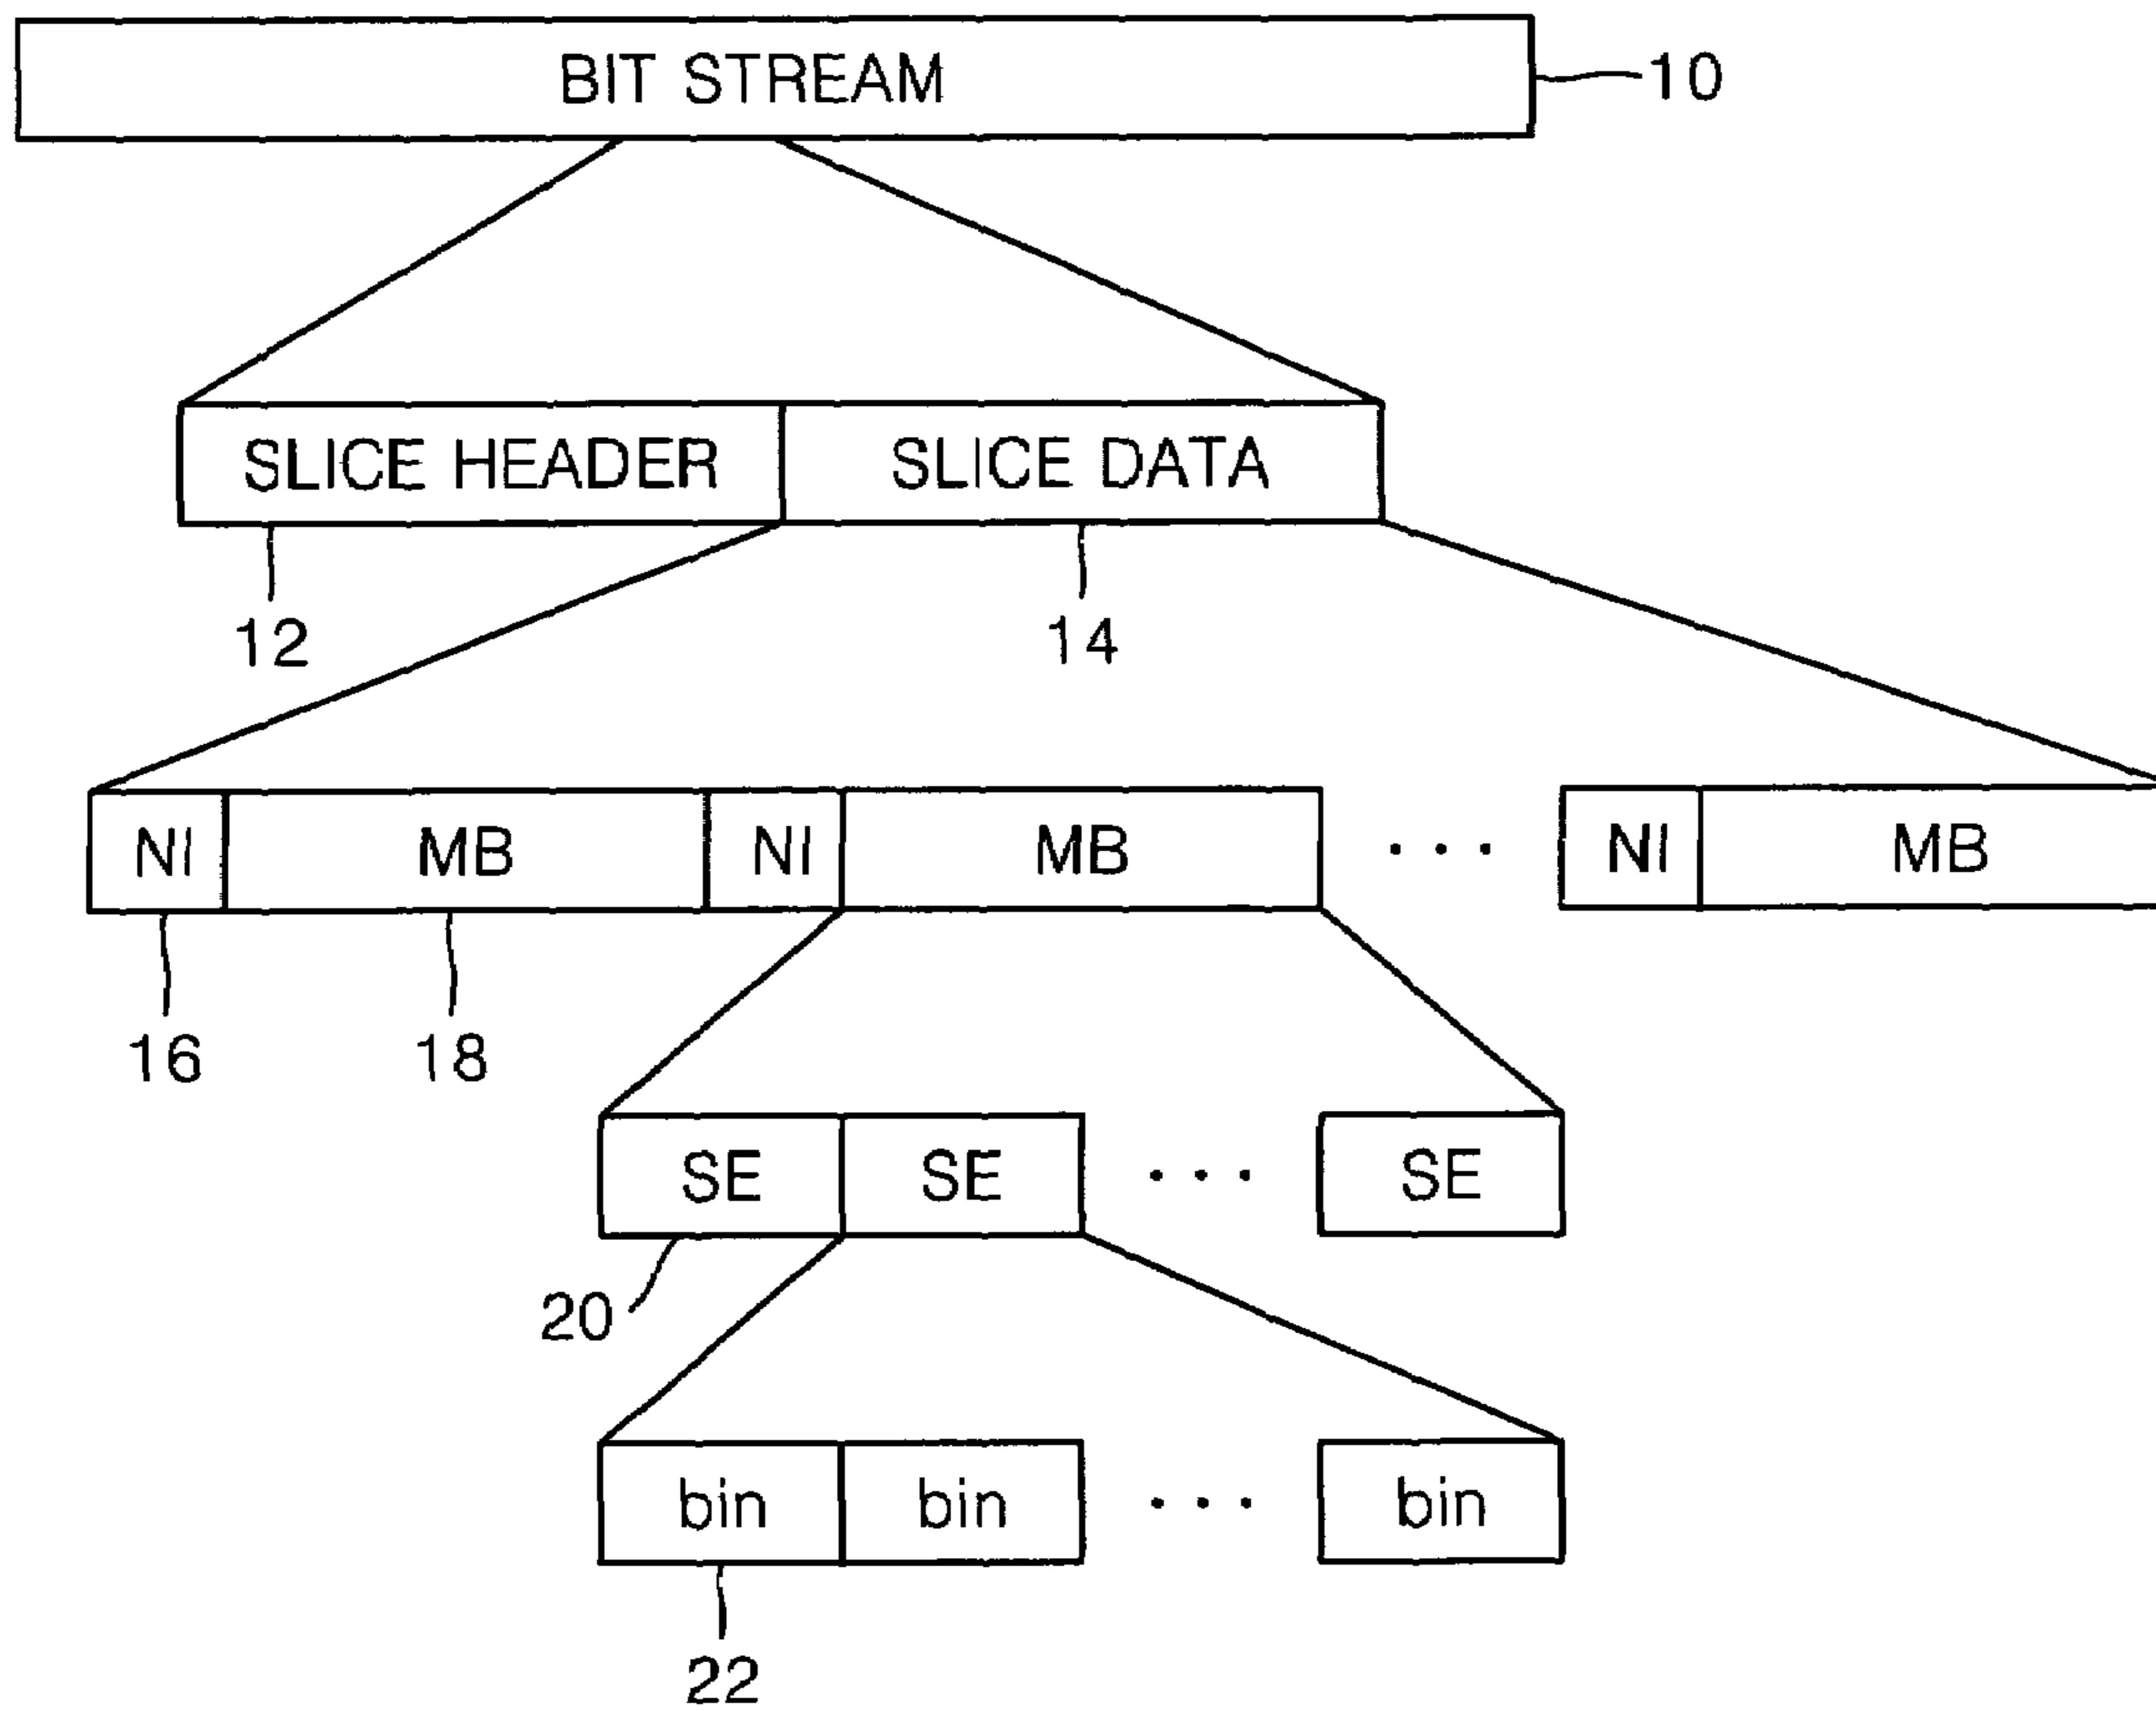 BIT STREAM 10
SLICE HEADER SLICE DATA
12 14
NI MB NI MB ... NI MB
16 18
SE SE ... SE
20
bin bin ... bin
22